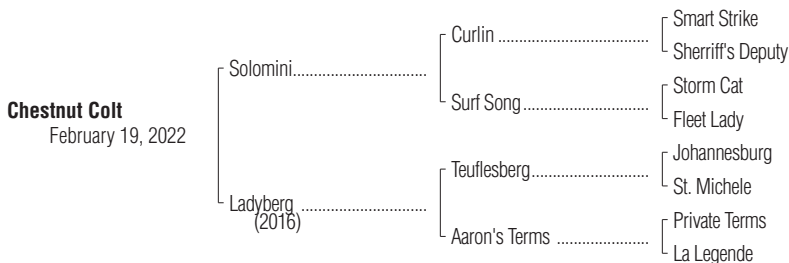 Smart Strike
Curlin ................................................
Sherriff's Deputy
Solomini...........................................
Storm Cat
Surf Song........................................
Fleet Lady
Chestnut Colt
February 19, 2022
Johannesburg
Teuflesberg.....................................
St. Michele
Ladyberg ........................................
(2016)
Private Terms
Aaron's Terms .............................
La Legende